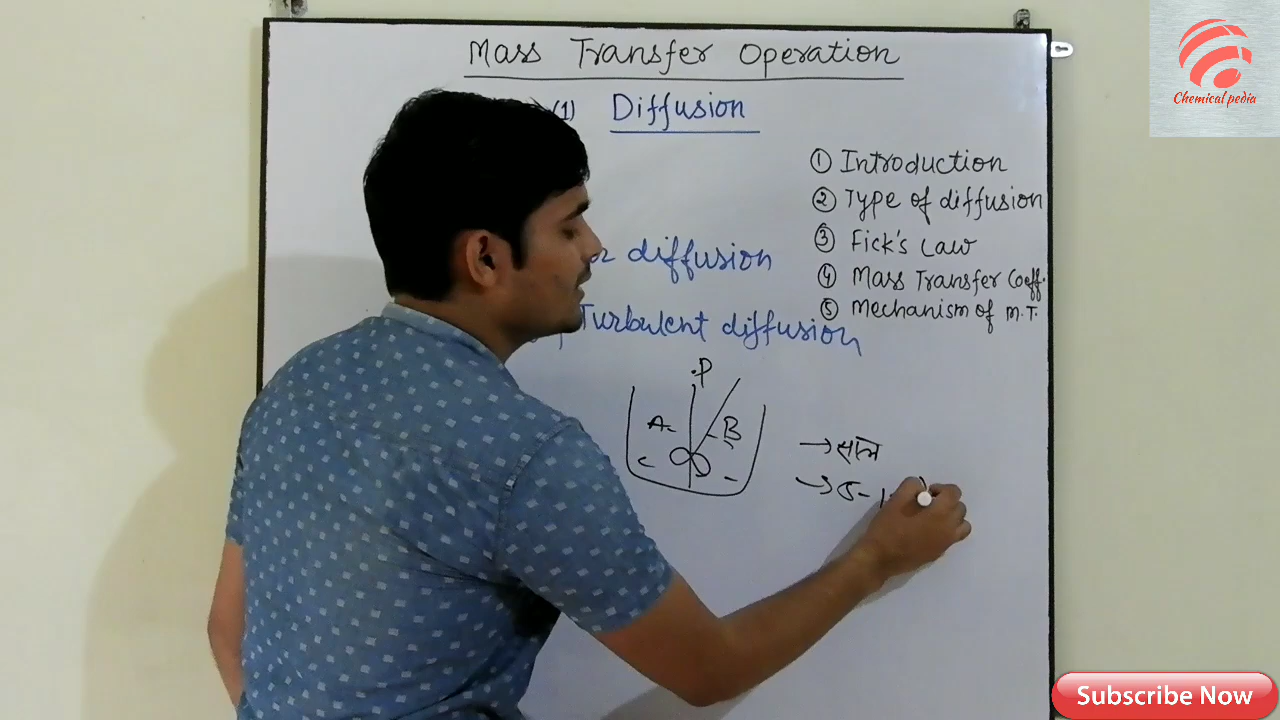 Mass Transfer Operation
Chemical pedia
(1) Diffusion
① Introduction
② Type of diffusion
③ Fick's Law
④ Mass Transfer Coeff.
⑤ Mechanism of M.T.
diffusion
Turbulent diffusion
.P
A
B
Subscribe Now